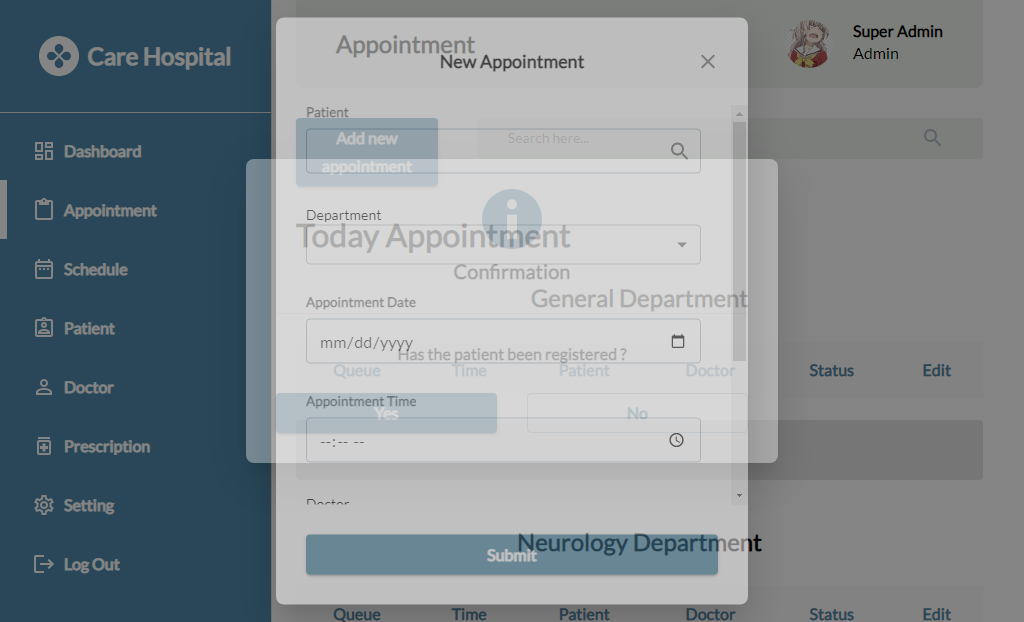 Care Hospital
Dashboard
Appointment
Schedule
Patient
Doctor
Prescription
Setting
Log Out
Appointment
Super Admin
Admin
New Appointment
Patient
Add new
appointment
Search here...
Department
Today Appointment
Confirmation
General Department
Appointment Date
mm/dd/yyyy
Has the patient been registered ?
Queue Time Patient Doctor Status Edit
Appointment Time
Yes No
--:-- --
Doctor
Neurology Department
Submit
Queue Time Patient Doctor Status Edit